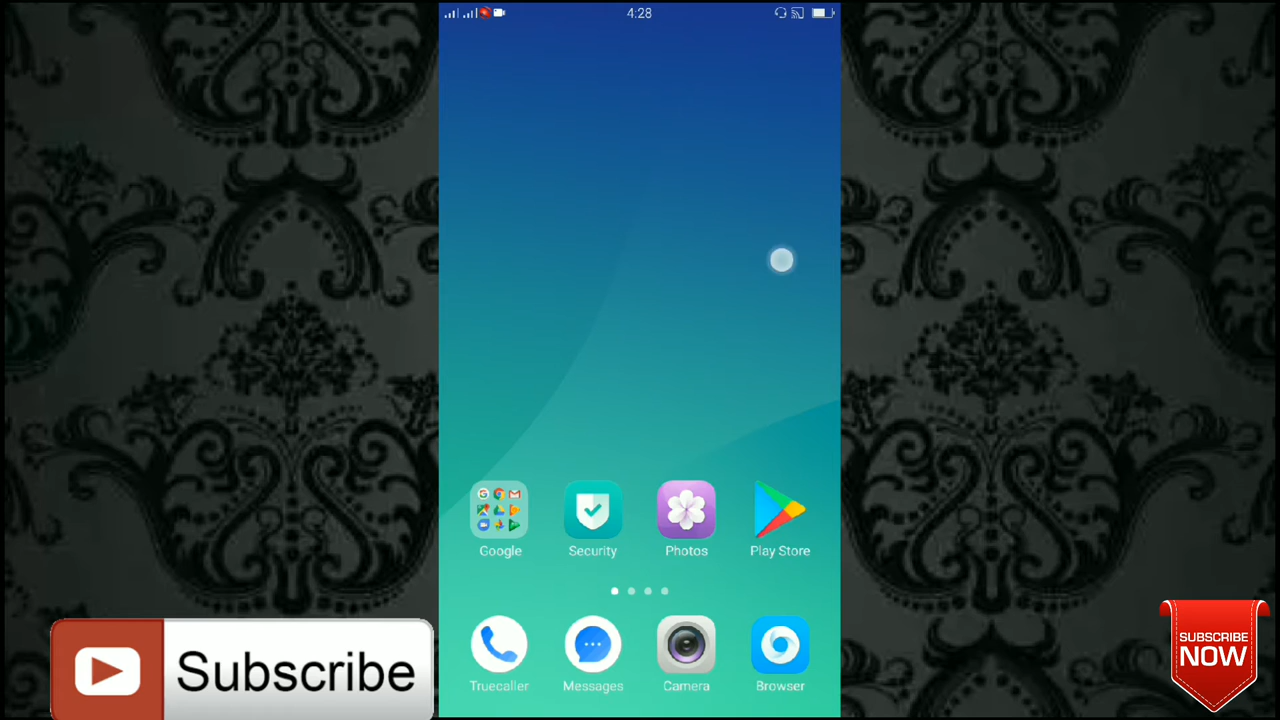 4:28
Google
Security
Photos
Play Store
Truecaller
Messages
Camera
Browser
Subscribe
SUBSCRIBE
NOW